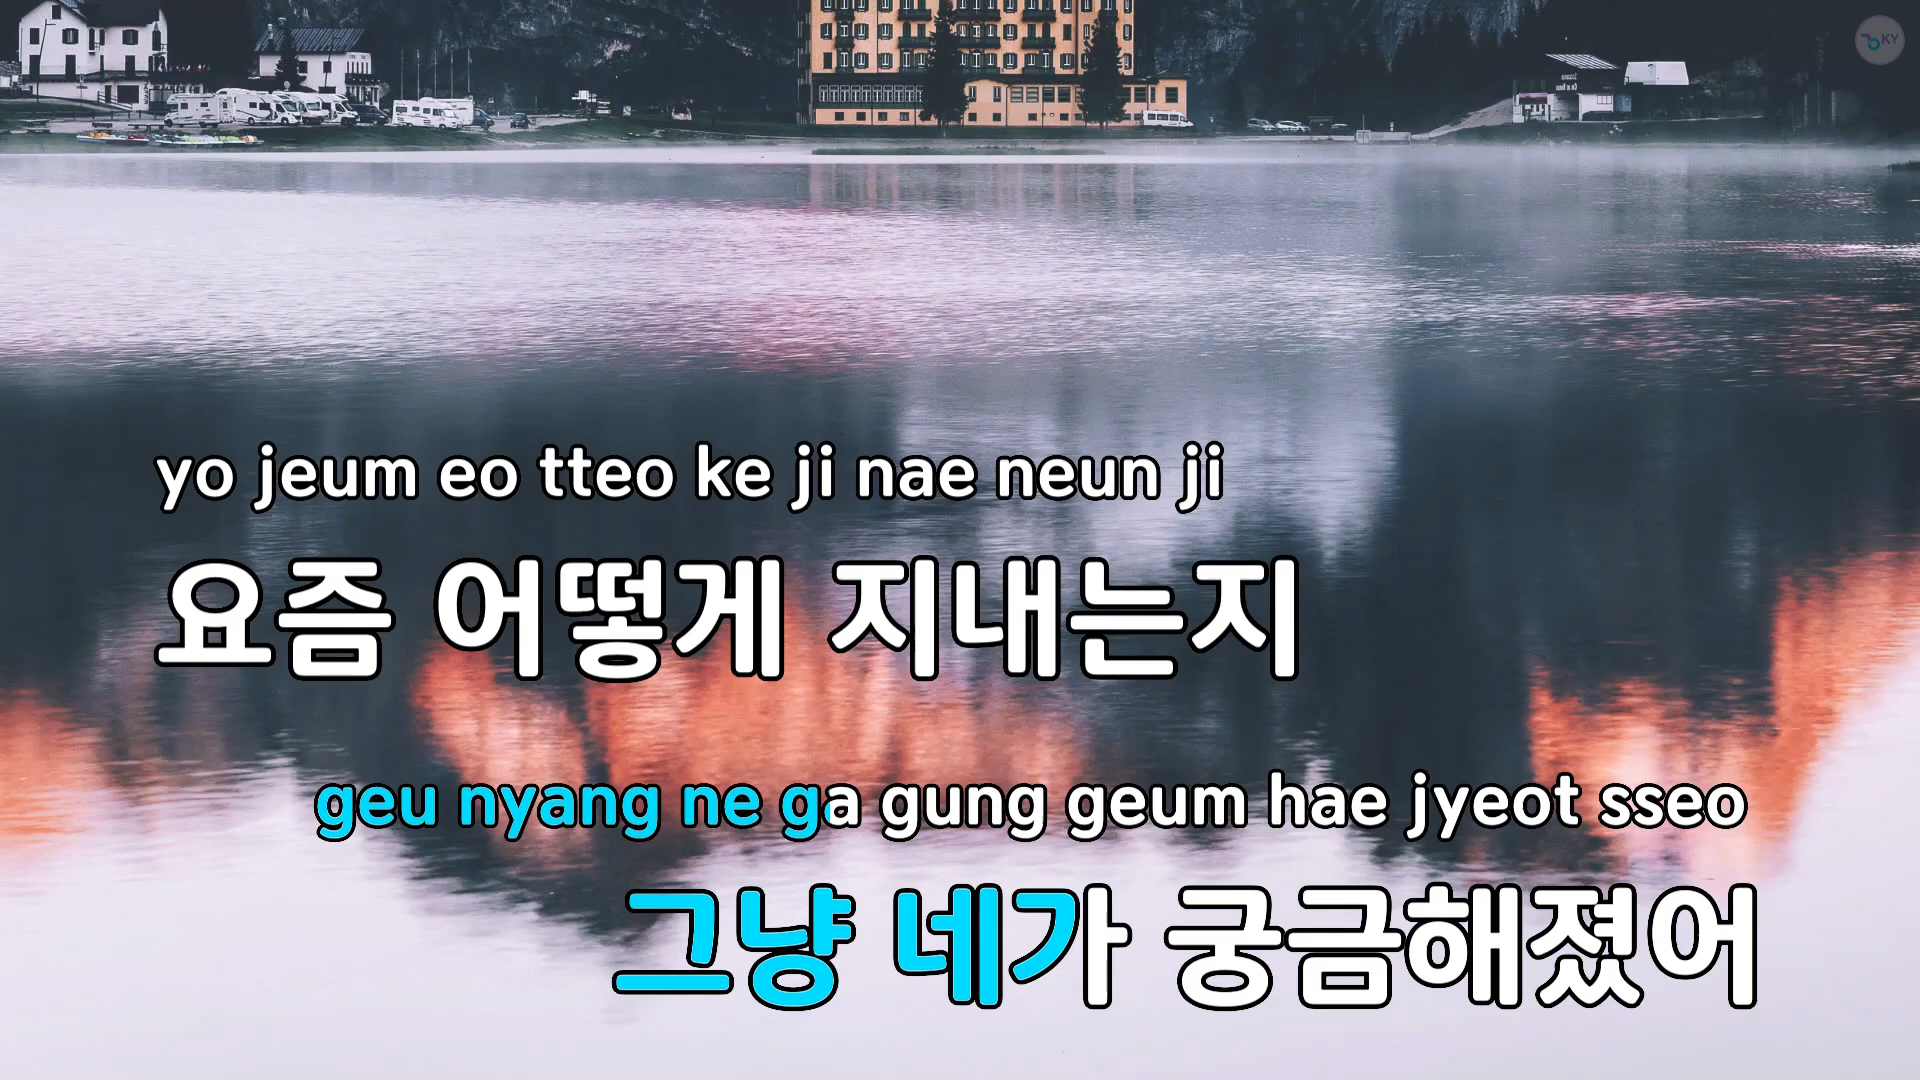 KY
yo jeum eo tteo ke ji nae neun ji
요즘 어떻게 지내는지
geu nyang ne ga gung geum hae jyeot sseo
그냥 네가 궁금해졌어